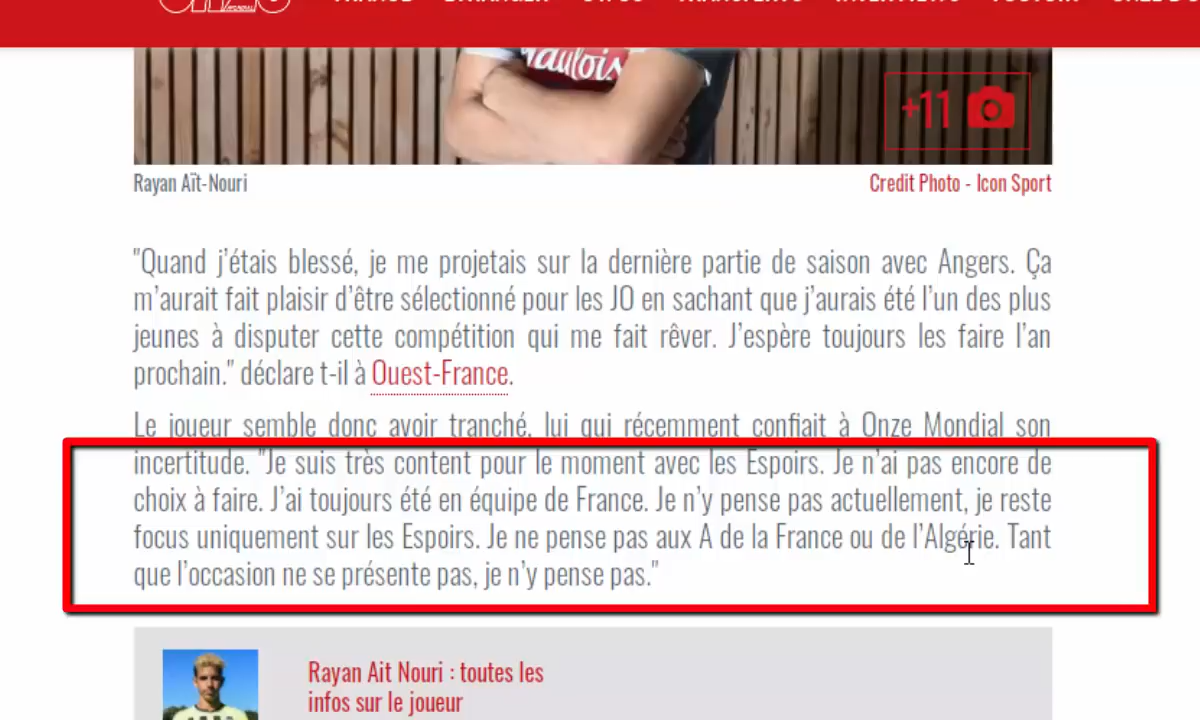 Gaulois
+11
Rayan Aït-Nouri
Credit Photo - Icon Sport
"Quand j'étais blessé, je me projetais sur la dernière partie de saison avec Angers. Ça
m'aurait fait plaisir d'être sélectionné pour les JO en sachant que j'aurais été l'un des plus
jeunes à disputer cette compétition qui me fait rêver. J'espère toujours les faire l'an
prochain." déclare t-il à Ouest-France.
Le joueur semble donc avoir tranché, lui qui récemment confiait à Onze Mondial son
incertitude. "Je suis très content pour le moment avec les Espoirs. Je n'ai pas encore de
choix à faire. J'ai toujours été en équipe de France. Je n'y pense pas actuellement, je reste
focus uniquement sur les Espoirs. Je ne pense pas aux A de la France ou de l'Algérie. Tant
que l'occasion ne se présente pas, je n'y pense pas."
Rayan Ait Nouri : toutes les
infos sur le joueur